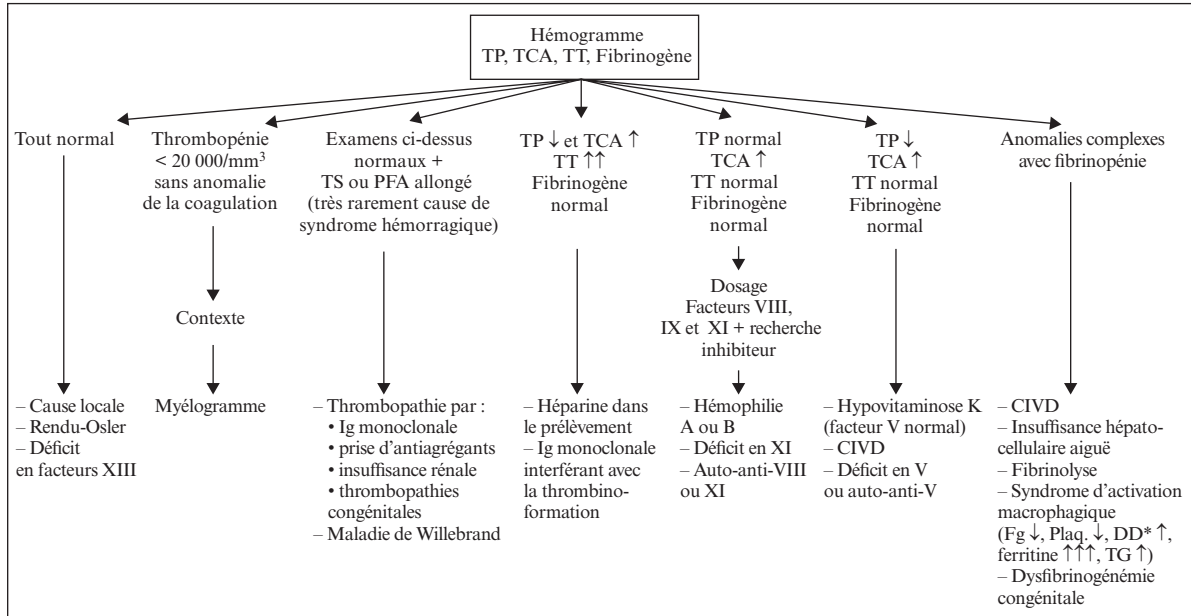 Hémogramme
TP, TCA, TT, Fibrinogène
Tout normal
Thrombopénie
< 20 000/mm³
sans anomalie
de la coagulation
Examens ci-dessus
normaux +
TS ou PFA allongé
(très rarement cause de
syndrome hémorragique)
TP ↓ et TCA ↑
TT ↑↑
Fibrinogène
normal
TP normal
TCA ↑
TT normal
Fibrinogène
normal
TP ↓
TCA ↑
TT normal
Fibrinogène
normal
Anomalies complexes
avec fibrinopénie
Contexte
Dosage
Facteurs VIII,
IX et XI + recherche
inhibiteur
– Cause locale
– Rendu-Osler
– Déficit
en facteurs XIII
Myélogramme
– Thrombopathie par :
• Ig monoclonale
• prise d'antiagrégants
• insuffisance rénale
• thrombopathies
congénitales
– Maladie de Willebrand
– Héparine dans
le prélèvement
– Ig monoclonale
interférant avec
la thrombino-
formation
– Hémophilie
A ou B
– Déficit en XI
– Auto-anti-VIII
ou XI
– Hypovitaminose K
(facteur V normal)
– CIVD
– Déficit en V
ou auto-anti-V
– CIVD
– Insuffisance hépato-
cellulaire aiguë
– Fibrinolyse
– Syndrome d'activation
macrophagique
(Fg ↓, Plaq. ↓, DD* ↑,
ferritine ↑↑↑, TG ↑)
– Dysfibrinogénémie
congénitale